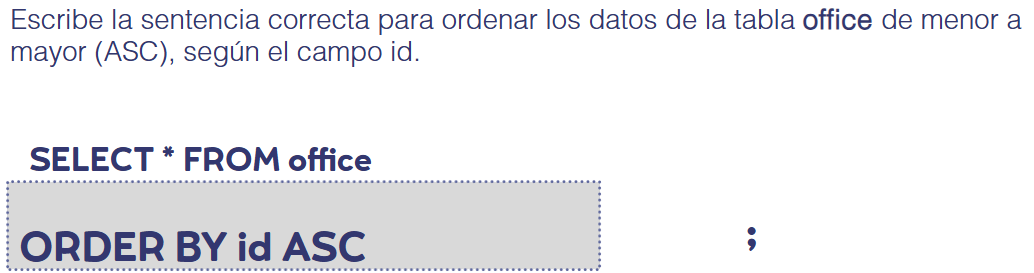 Escribe la sentencia correcta para ordenar los datos de la tabla office de menor a
mayor (ASC), según el campo id.
SELECT * FROM office
ORDER BY id ASC ;